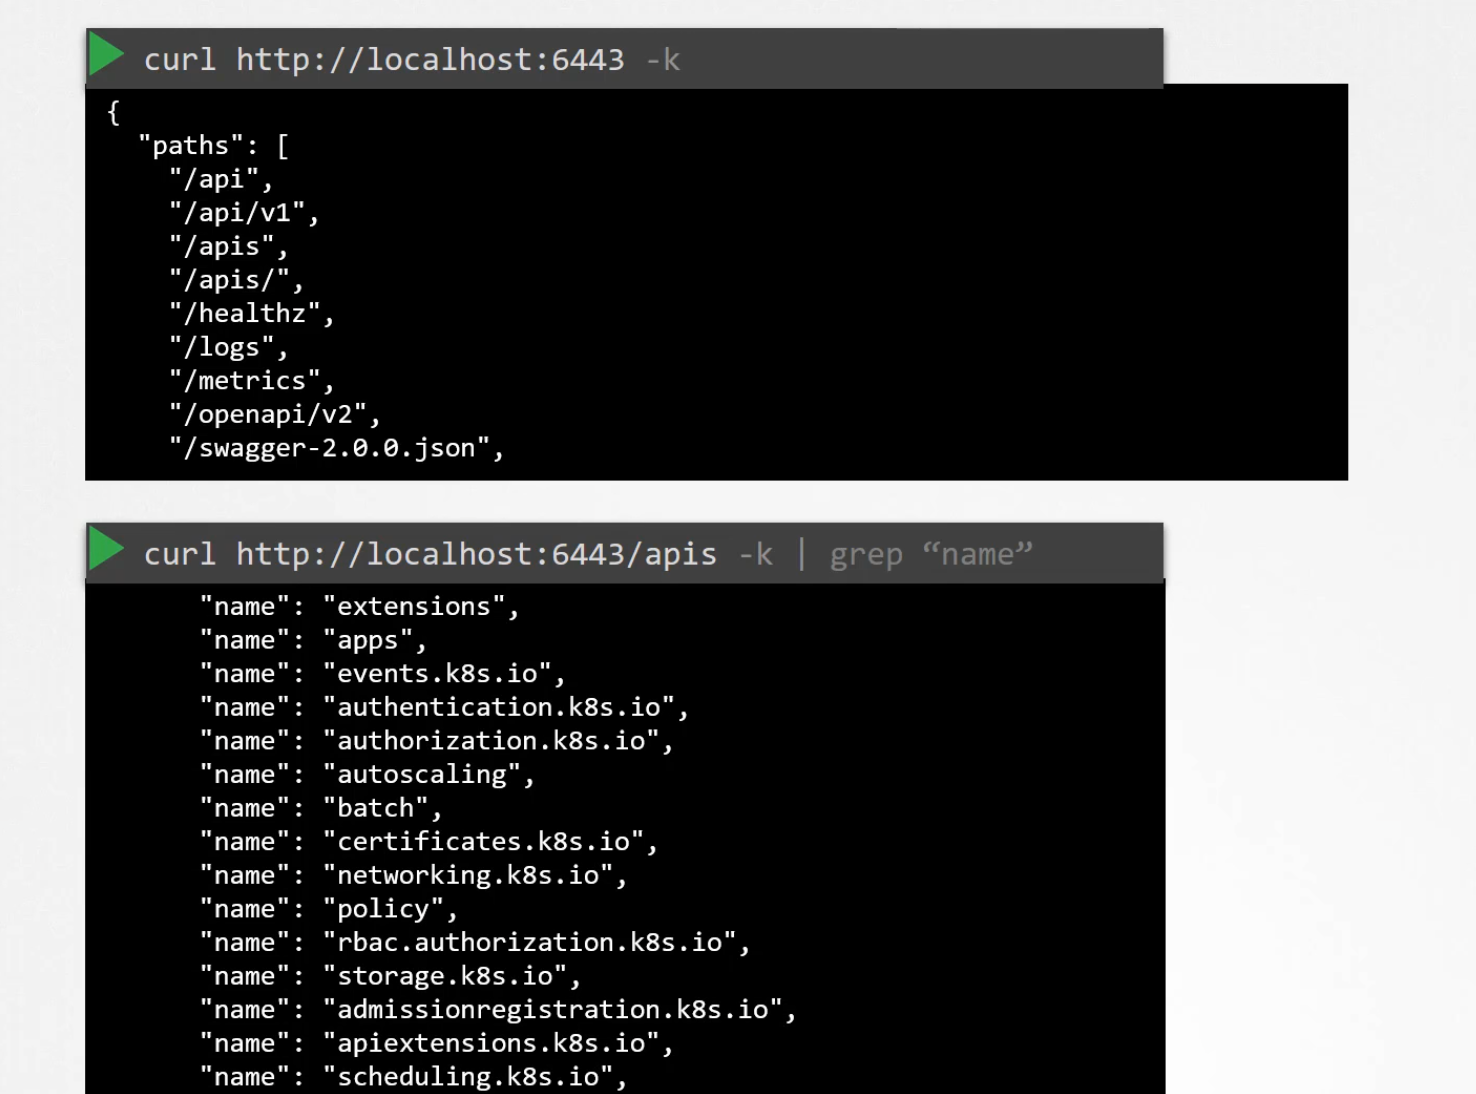 curl http://localhost:6443 -k
{
  "paths": [
    "/api",
    "/api/v1",
    "/apis",
    "/apis/",
    "/healthz",
    "/logs",
    "/metrics",
    "/openapi/v2",
    "/swagger-2.0.0.json",
curl http://localhost:6443/apis -k | grep “name”
      "name": "extensions",
      "name": "apps",
      "name": "events.k8s.io",
      "name": "authentication.k8s.io",
      "name": "authorization.k8s.io",
      "name": "autoscaling",
      "name": "batch",
      "name": "certificates.k8s.io",
      "name": "networking.k8s.io",
      "name": "policy",
      "name": "rbac.authorization.k8s.io",
      "name": "storage.k8s.io",
      "name": "admissionregistration.k8s.io",
      "name": "apiextensions.k8s.io",
      "name": "scheduling.k8s.io",